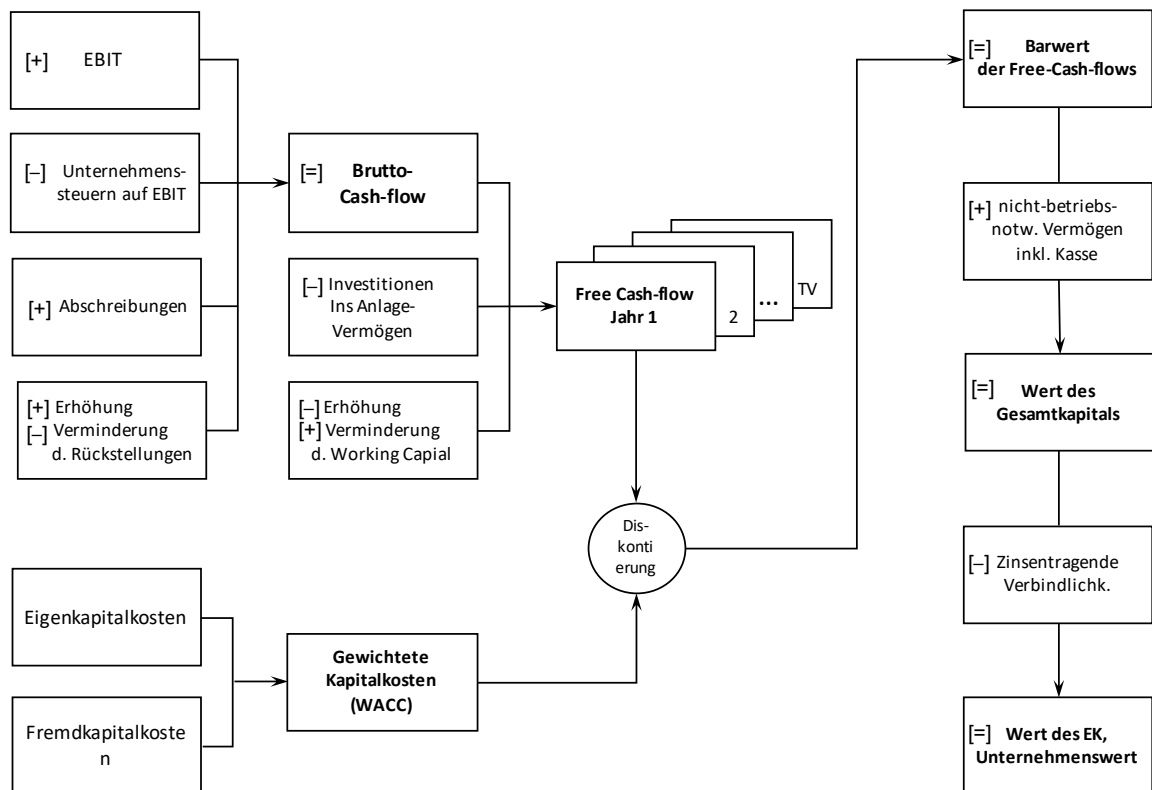 [+] EBIT
[–] Unternehmens-
steuern auf EBIT
[+] Abschreibungen
[+] Erhöhung
[–] Verminderung
d. Rückstellungen
[=] Brutto-
Cash-flow
[–] Investitionen
Ins Anlage-
Vermögen
[–] Erhöhung
[+] Verminderung
d. Working Capial
Free Cash-flow
Jahr 1
2
...
TV
Dis-
konti
erung
Eigenkapitalkosten
Fremdkapitalkoste
n
Gewichtete
Kapitalkosten
(WACC)
[=] Barwert
der Free-Cash-flows
[+] nicht-betriebs-
notw. Vermögen
inkl. Kasse
[=] Wert des
Gesamtkapitals
[–] Zinsentragende
Verbindlichk.
[=] Wert des EK,
Unternehmenswert